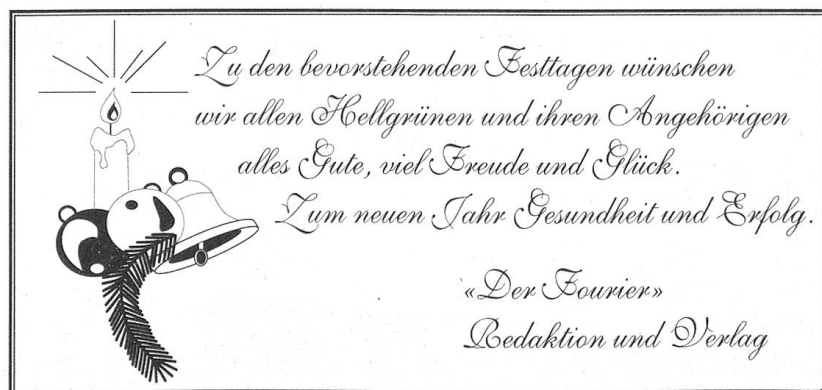 Zu den bevorstehenden Festtagen wünschen
wir allen Hellgrünen und ihren Angehörigen
alles Gute, viel Freude und Glück.
Zum neuen Jahr Gesundheit und Erfolg.
«Der Fourier»
Redaktion und Verlag